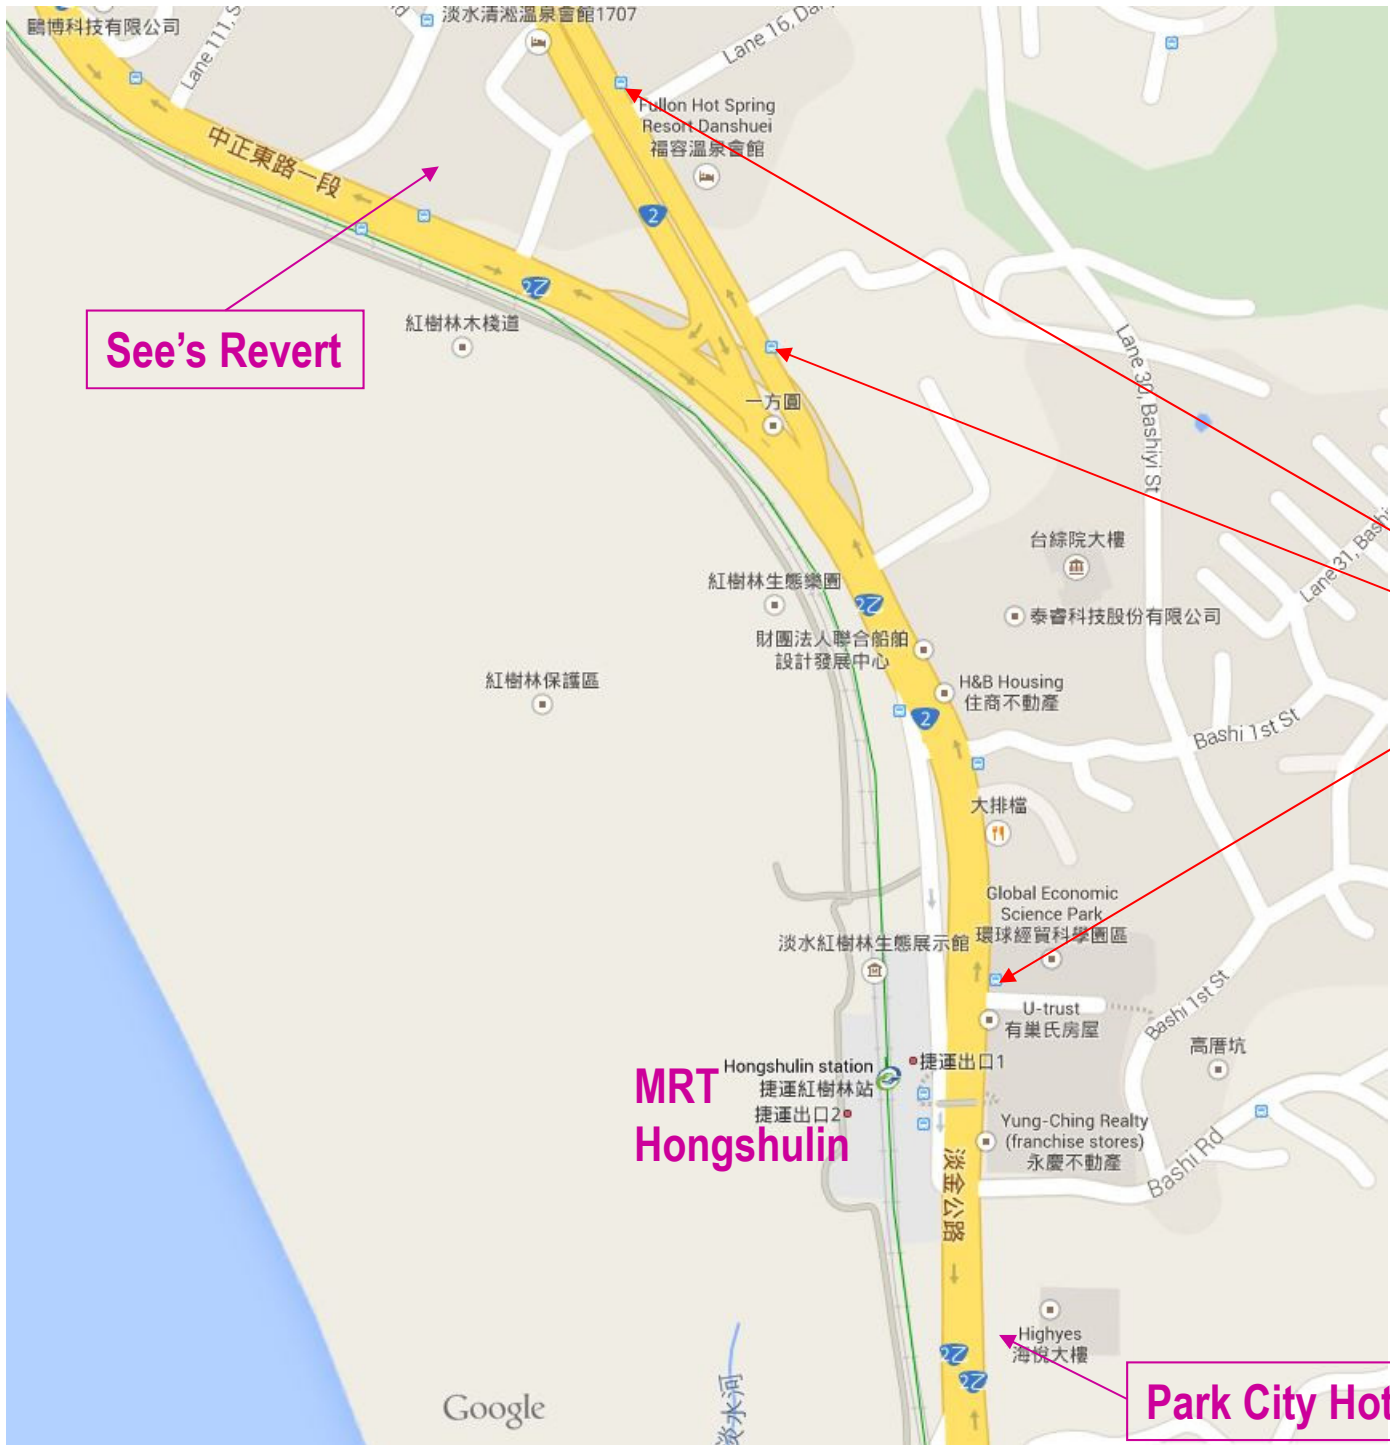 淡水清淞溫泉會館1707
鷗博科技有限公司
Lane 111, S
Rd
Lane 16, Dan
Fullon Hot Spring
Resort Danshuei
福容溫泉會館
中正東路一段
2
2乙
See's Revert
紅樹林木棧道
一方圓
Lane 30, Bashiyi St
Lane 31, Bashi
台綜院大樓
紅樹林生態樂園
2乙
泰睿科技股份有限公司
財團法人聯合船舶
設計發展中心
紅樹林保護區
H&B Housing
住商不動產
2
Bashi 1st St
大排檔
Global Economic
Science Park
環球經貿科學園區
淡水紅樹林生態展示館
U-trust
有巢氏房屋
Bashi 1st St
高厝坑
MRT
Hongshulin
Hongshulin station
捷運紅樹林站
捷運出口1
捷運出口2
Yung-Ching Realty
(franchise stores)
永慶不動產
Bashi Rd
淡金公路
Highyes
海悅大樓
2乙
2乙
Park City Hot
淡水河
Google